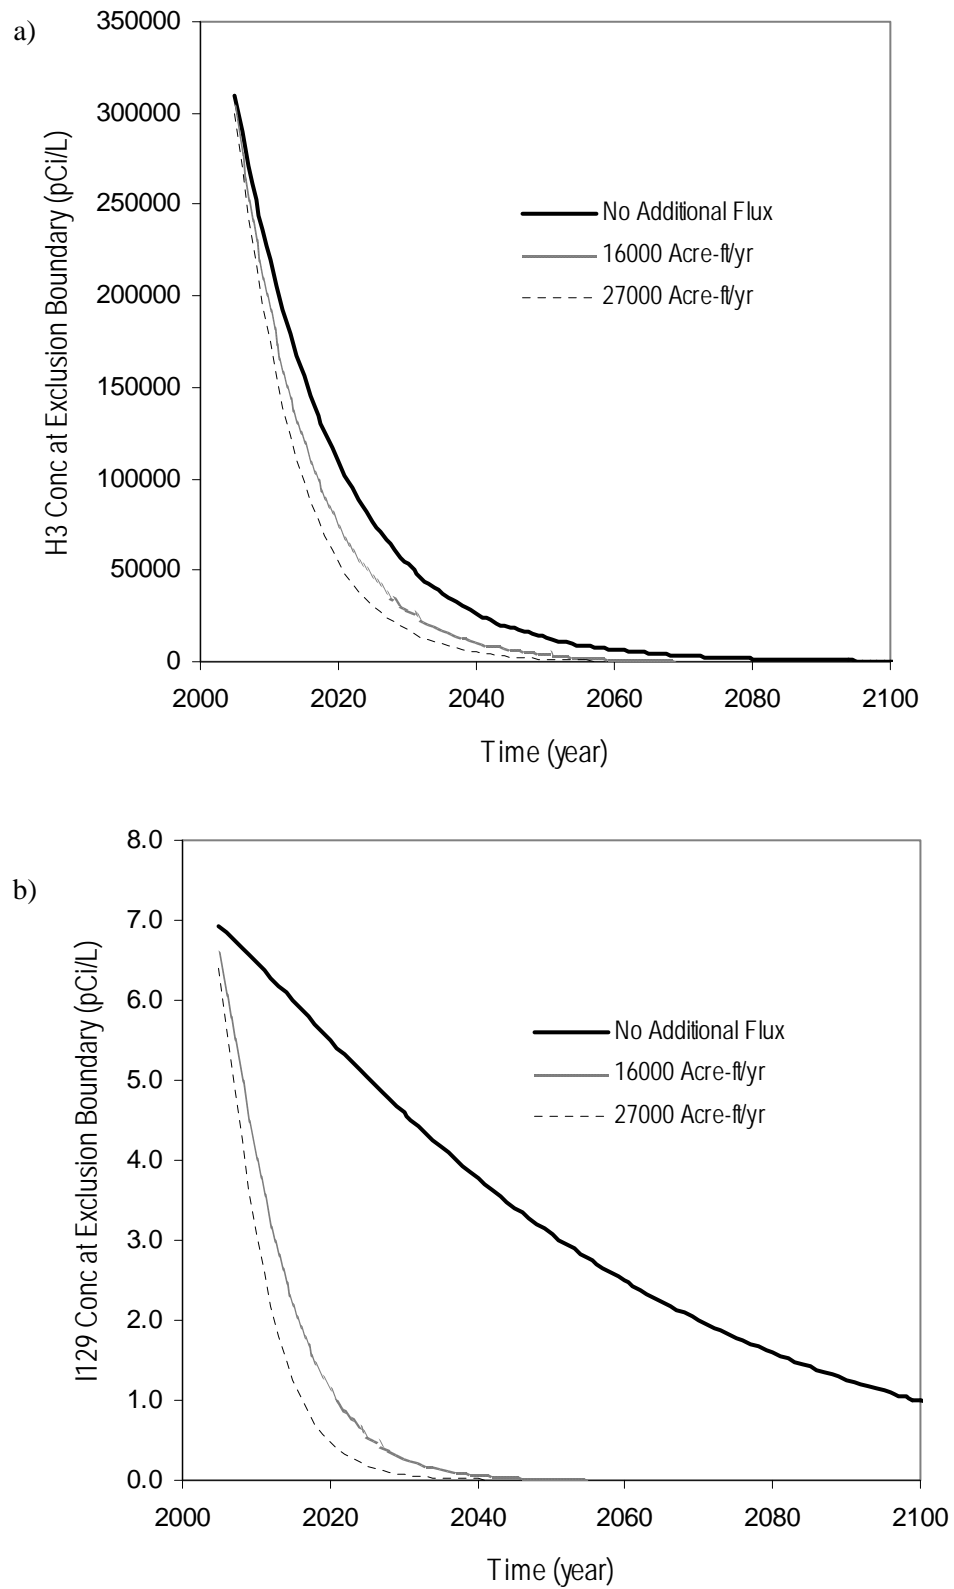 a)
H3 Conc at Exclusion Boundary (pCi/L)
350000
300000
250000
200000
150000
100000
50000
0
No Additional Flux
16000 Acre-ft/yr
27000 Acre-ft/yr
2000 2020 2040 2060 2080 2100
Time (year)
b)
I129 Conc at Exclusion Boundary (pCi/L)
8.0
7.0
6.0
5.0
4.0
3.0
2.0
1.0
0.0
No Additional Flux
16000 Acre-ft/yr
27000 Acre-ft/yr
2000 2020 2040 2060 2080 2100
Time (year)